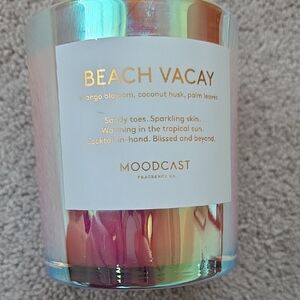 BEACH VACAY
mango blossom, coconut husk, palm leaves
Sandy toes. Sparkling skin.
Warming in the tropical sun.
Cocktail in-hand. Blissed and beyond.
MOODCAST
FRAGRANCE CO.